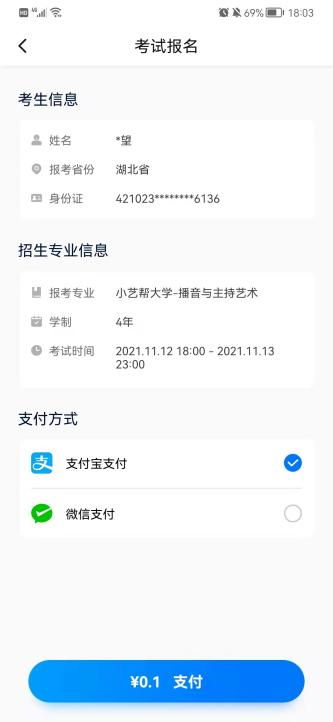 HD 4G 69% 18:03
考试报名
考生信息
姓名 *望
报考省份 湖北省
身份证 421023********6136
招生专业信息
报考专业 小艺帮大学-播音与主持艺术
学制 4年
考试时间 2021.11.12 18:00 - 2021.11.13
23:00
支付方式
支 支付宝支付
微信支付
¥0.1 支付